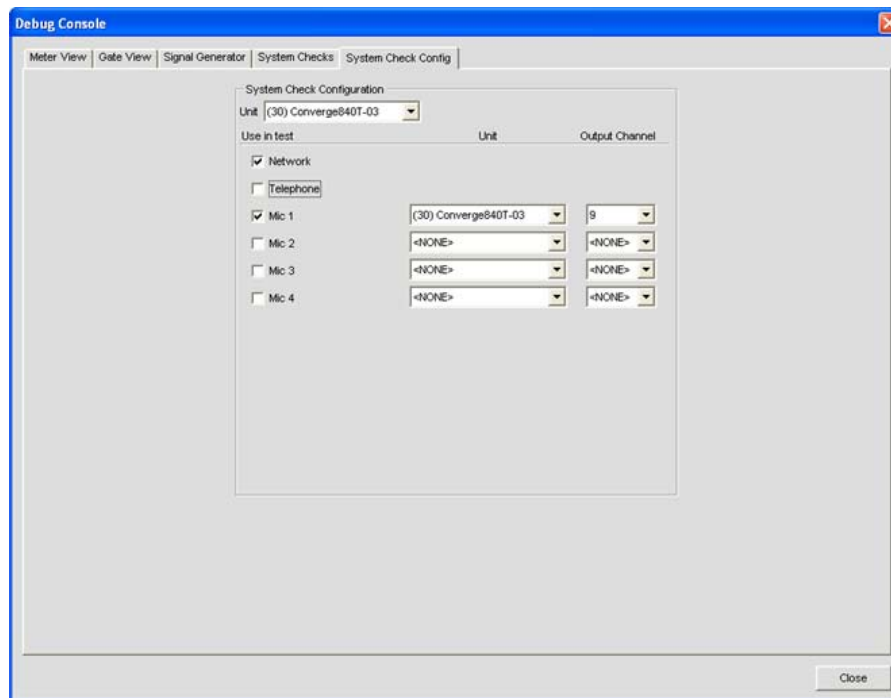 Debug Console
Meter View Gate View Signal Generator System Checks System Check Config
System Check Configuration
Unit (30) Converge840T-03
Use in test Unit Output Channel
Network
Telephone
Mic 1 (30) Converge840T-03 9
Mic 2 <NONE> <NONE>
Mic 3 <NONE> <NONE>
Mic 4 <NONE> <NONE>
Close